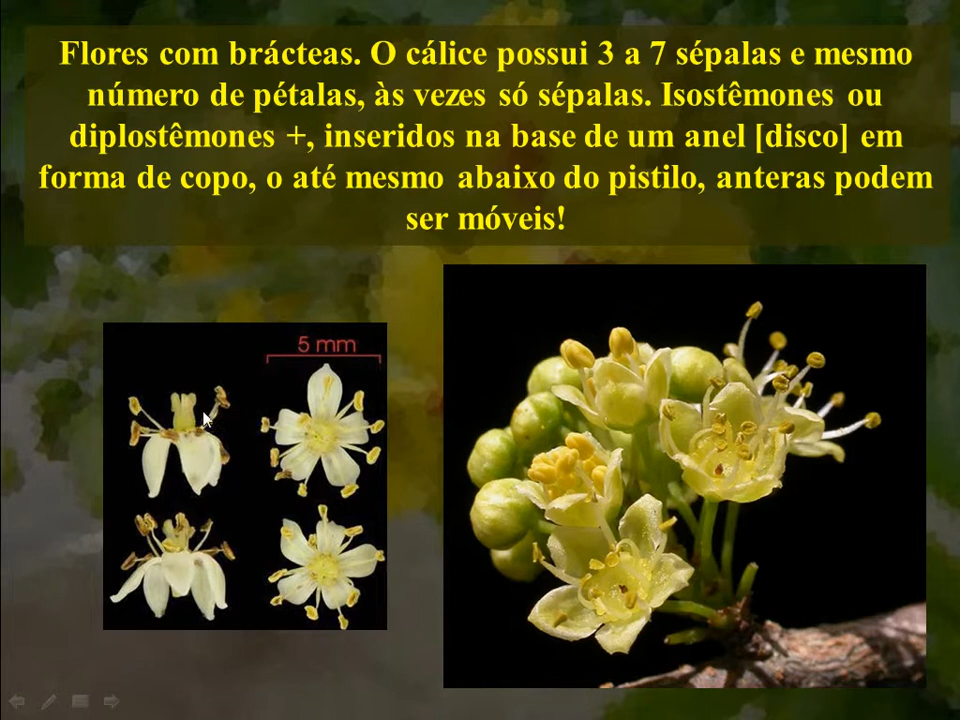 Flores com brácteas. O cálice possui 3 a 7 sépalas e mesmo
número de pétalas, às vezes só sépalas. Isostêmones ou
diplostêmones +, inseridos na base de um anel [disco] em
forma de copo, o até mesmo abaixo do pistilo, anteras podem
ser móveis!
5 mm